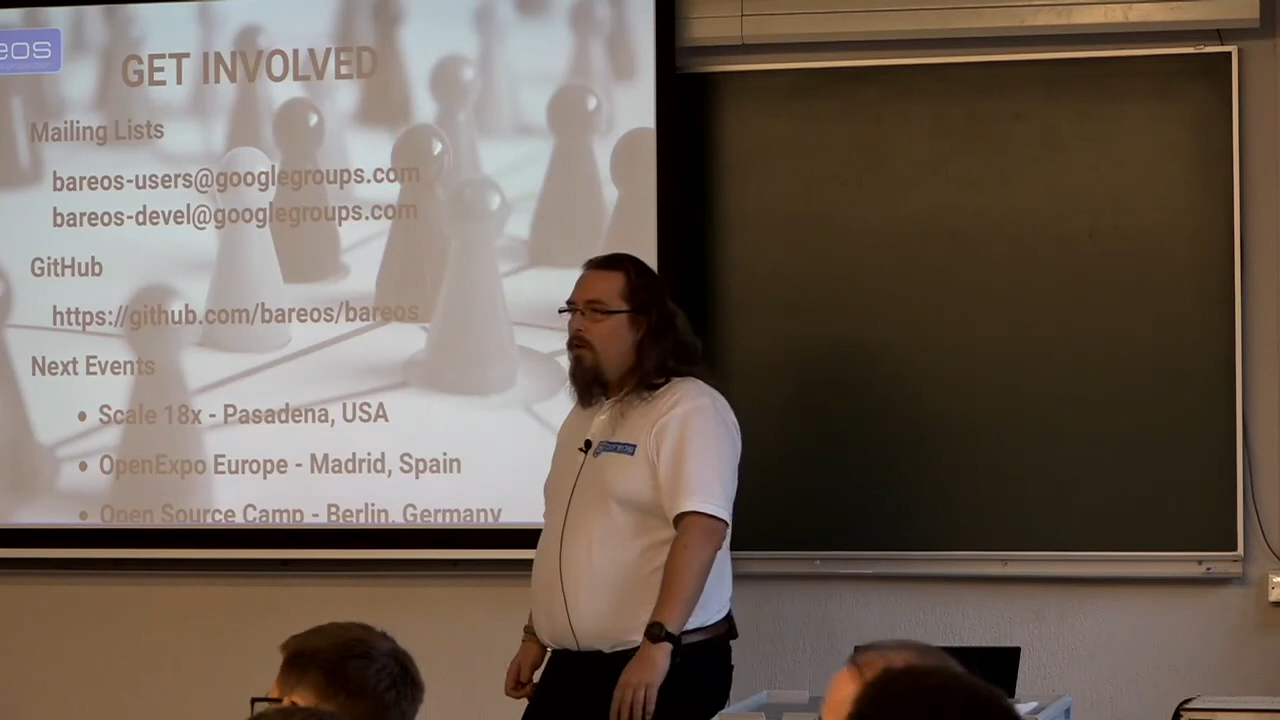 eos
GET INVOLVED
Mailing Lists
bareos-users@googlegroups.com
bareos-devel@googlegroups.com
GitHub
https://github.com/bareos/bareos
Next Events
• Scale 18x - Pasadena, USA
• OpenExpo Europe - Madrid, Spain
• Open Source Camp - Berlin, Germany
bareos